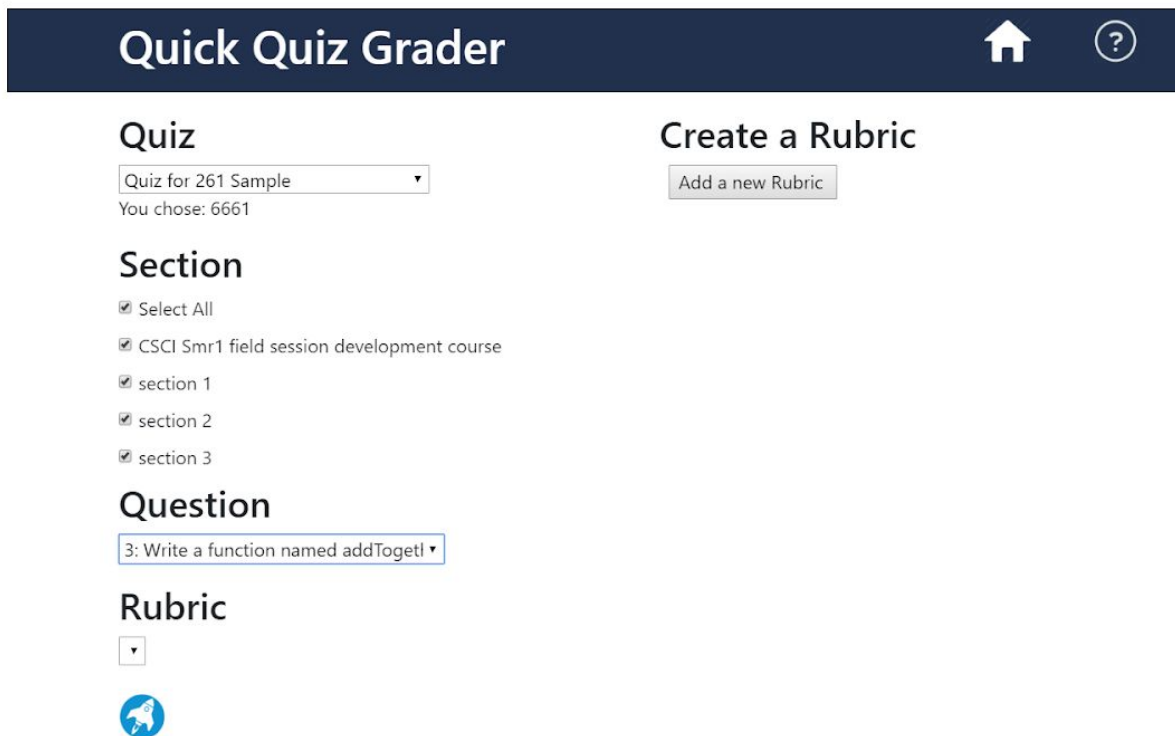 Quick Quiz Grader
?
Quiz
Create a Rubric
Quiz for 261 Sample
Add a new Rubric
You chose: 6661
Section
Select All
CSCI Smr1 field session development course
section 1
section 2
section 3
Question
3: Write a function named addTogetl
Rubric